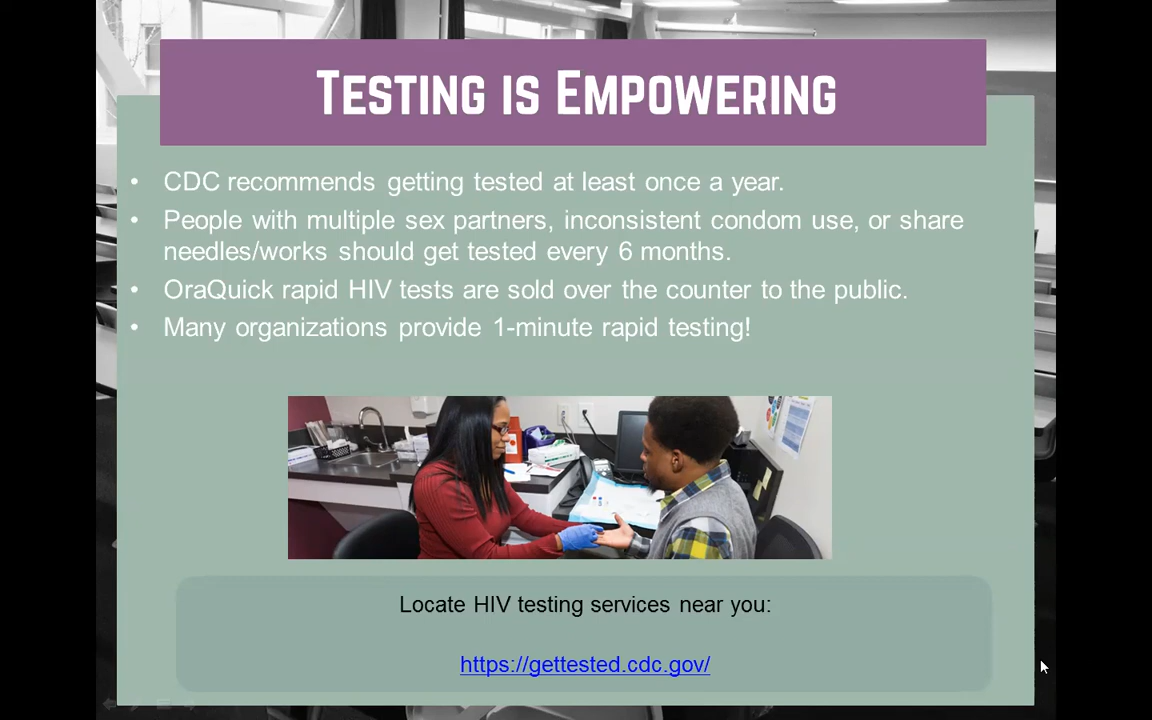 TESTING IS EMPOWERING
• CDC recommends getting tested at least once a year.
• People with multiple sex partners, inconsistent condom use, or share
needles/works should get tested every 6 months.
• OraQuick rapid HIV tests are sold over the counter to the public.
• Many organizations provide 1-minute rapid testing!
Locate HIV testing services near you:
https://gettested.cdc.gov/